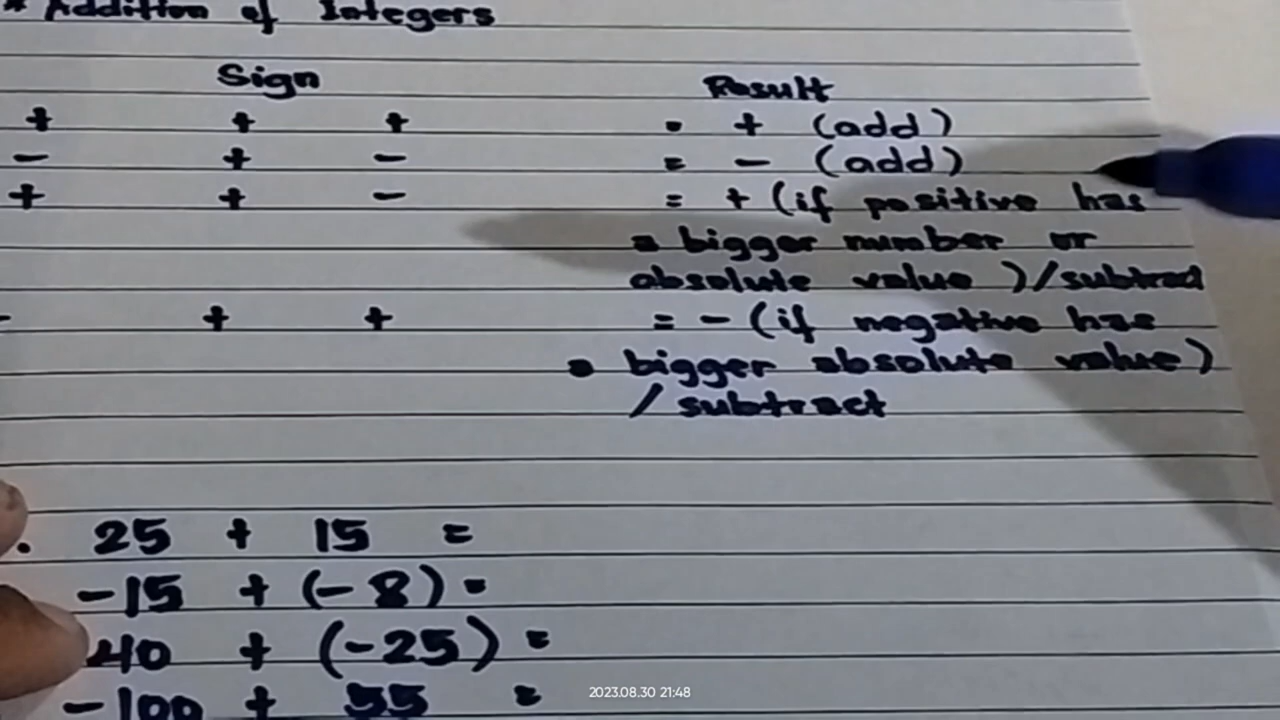 * Addition of Integers
Sign Result
+ + + = + (add)
- + - = - (add)
+ + - = + (if positive has
a bigger number or
absolute value)/subtract
- + + = - (if negative has
a bigger absolute value)
/ subtract
. 25 + 15 =
-15 + (-8) =
40 + (-25) =
-100 + 55 =
2023.08.30 21:48